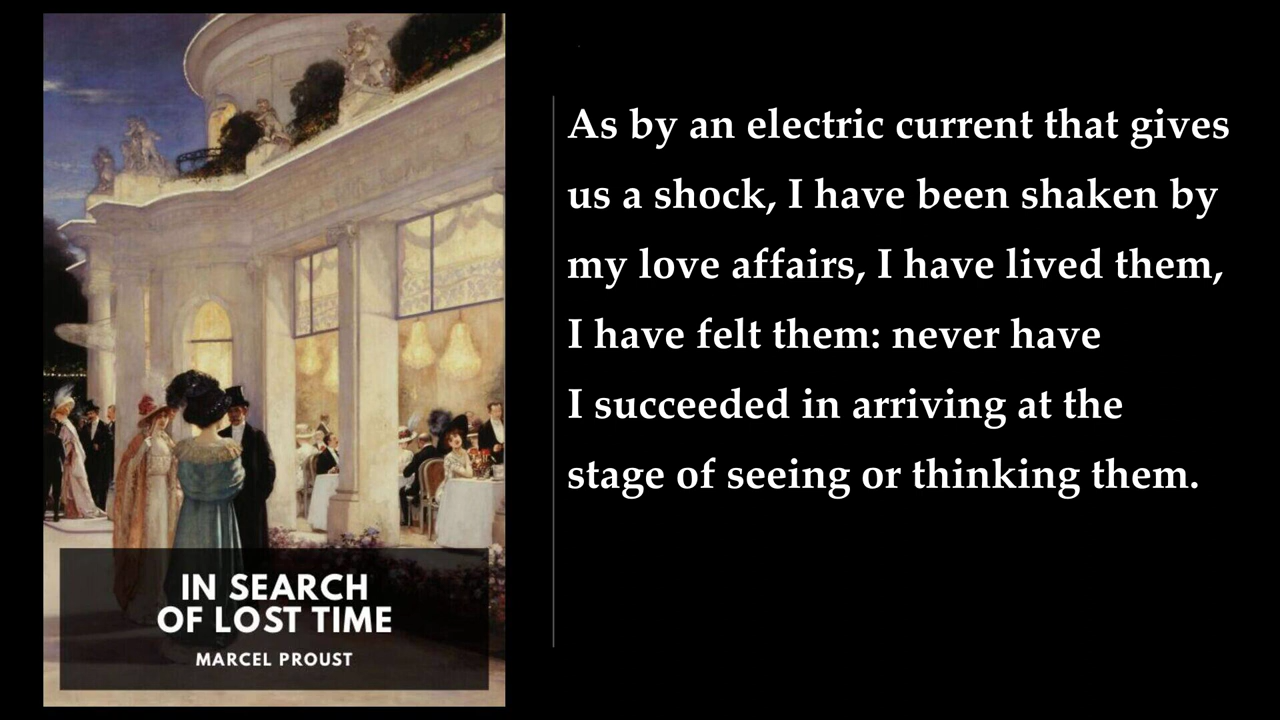 IN SEARCH
OF LOST TIME
MARCEL PROUST
As by an electric current that gives
us a shock, I have been shaken by
my love affairs, I have lived them,
I have felt them: never have
I succeeded in arriving at the
stage of seeing or thinking them.